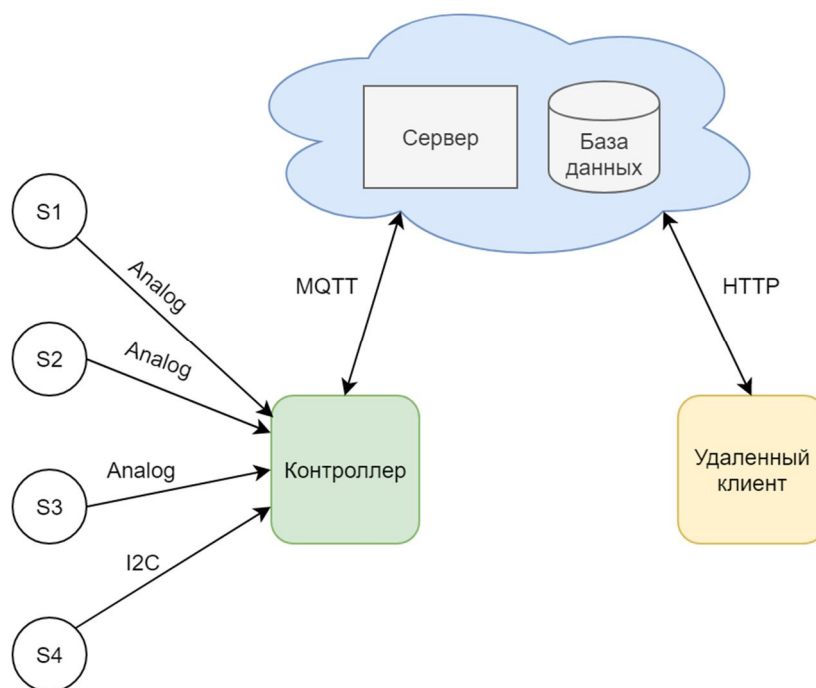 Сервер
База
данных
S1
Analog
MQTT
HTTP
S2
Analog
S3
Analog
Контроллер
Удаленный
клиент
I2C
S4